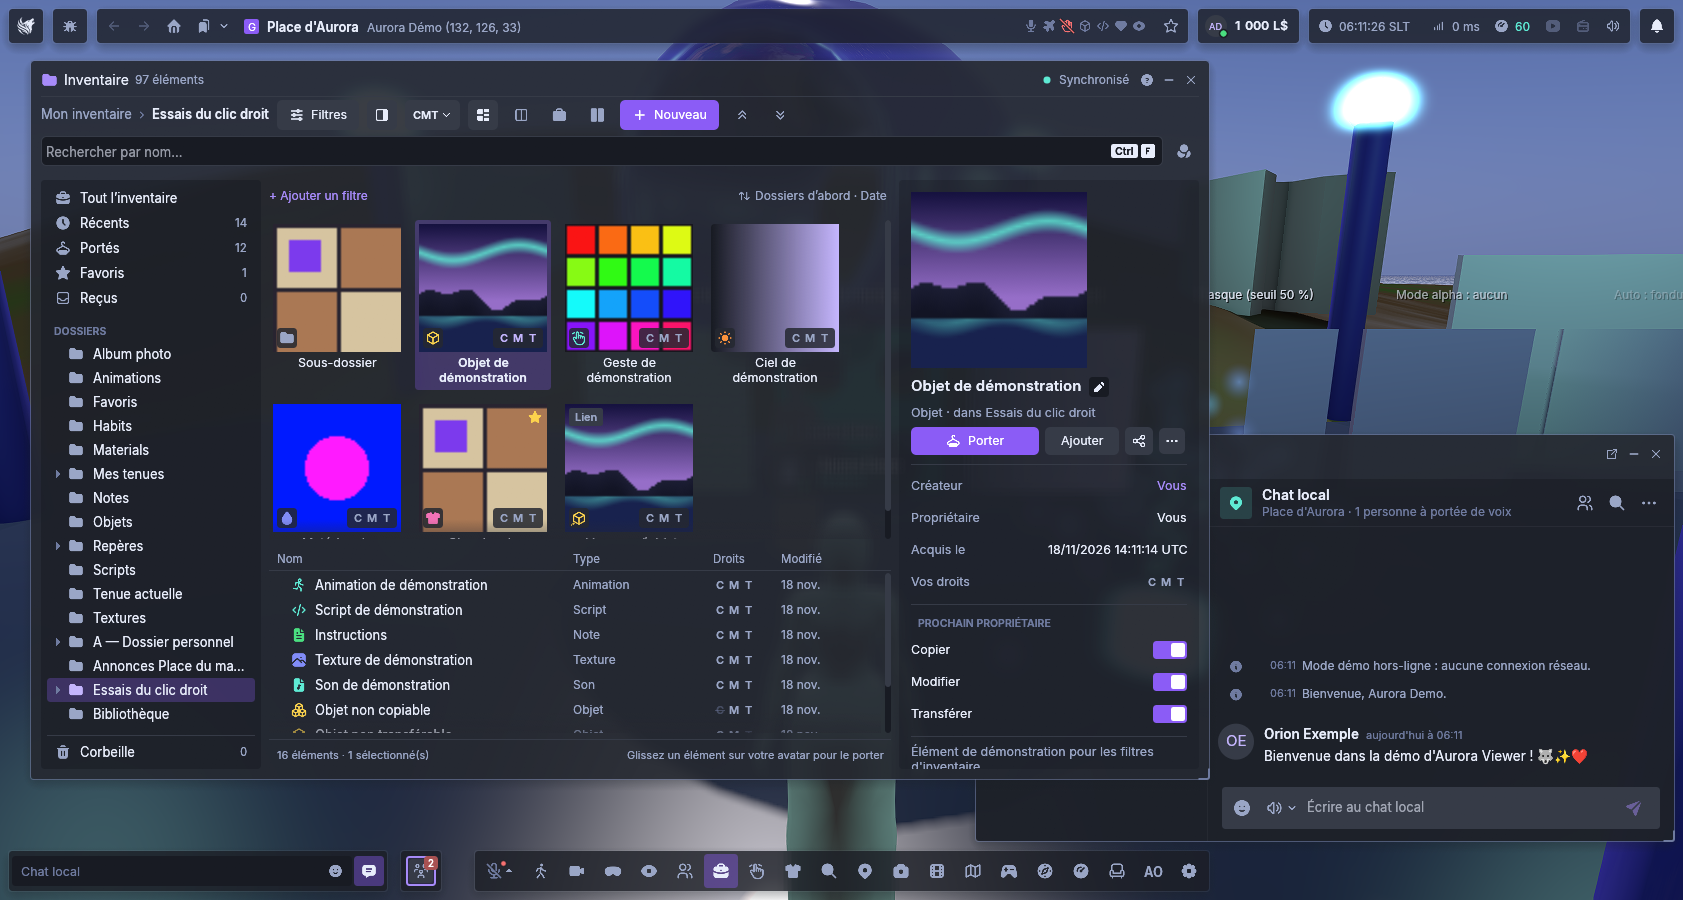 G Place d'Aurora Aurora Démo (132, 126, 33)
AD 1 000 L$
06:11:26 SLT 0 ms 60
Inventaire 97 éléments
Synchronisé
Mon inventaire › Essais du clic droit
Filtres
CMT
+ Nouveau
Rechercher par nom...
Ctrl F
Tout l'inventaire
Récents 14
Portés 12
Favoris 1
Reçus 0
DOSSIERS
Album photo
Animations
Favoris
Habits
Materials
Mes tenues
Notes
Objets
Repères
Scripts
Tenue actuelle
Textures
A — Dossier personnel
Annonces Place du ma...
Essais du clic droit
Bibliothèque
Corbeille 0
+ Ajouter un filtre
Dossiers d'abord · Date
Sous-dossier
C M T
Objet de
démonstration
C M T
Geste de
démonstration
C M T
Ciel de
démonstration
C M T
C M T
Lien
C M T
Nom Type Droits Modifié
Animation de démonstration Animation C M T 18 nov.
Script de démonstration Script C M T 18 nov.
Instructions Note C M T 18 nov.
Texture de démonstration Texture C M T 18 nov.
Son de démonstration Son C M T 18 nov.
Objet non copiable Objet C M T 18 nov.
16 éléments · 1 sélectionné(s)
Glissez un élément sur votre avatar pour le porter
Objet de démonstration
Objet · dans Essais du clic droit
Porter
Ajouter
Créateur Vous
Propriétaire Vous
Acquis le 18/11/2026 14:11:14 UTC
Vos droits C M T
PROCHAIN PROPRIÉTAIRE
Copier
Modifier
Transférer
Élément de démonstration pour les filtres
d'inventaire
asque (seuil 50 %)
Mode alpha : aucun
Auto : fondu
Chat local
Place d'Aurora · 1 personne à portée de voix
06:11 Mode démo hors-ligne : aucune connexion réseau.
06:11 Bienvenue, Aurora Demo.
OE
Orion Exemple aujourd'hui à 06:11
Bienvenue dans la démo d'Aurora Viewer ! 🐺✨❤️
Écrire au chat local
Chat local
2
AO